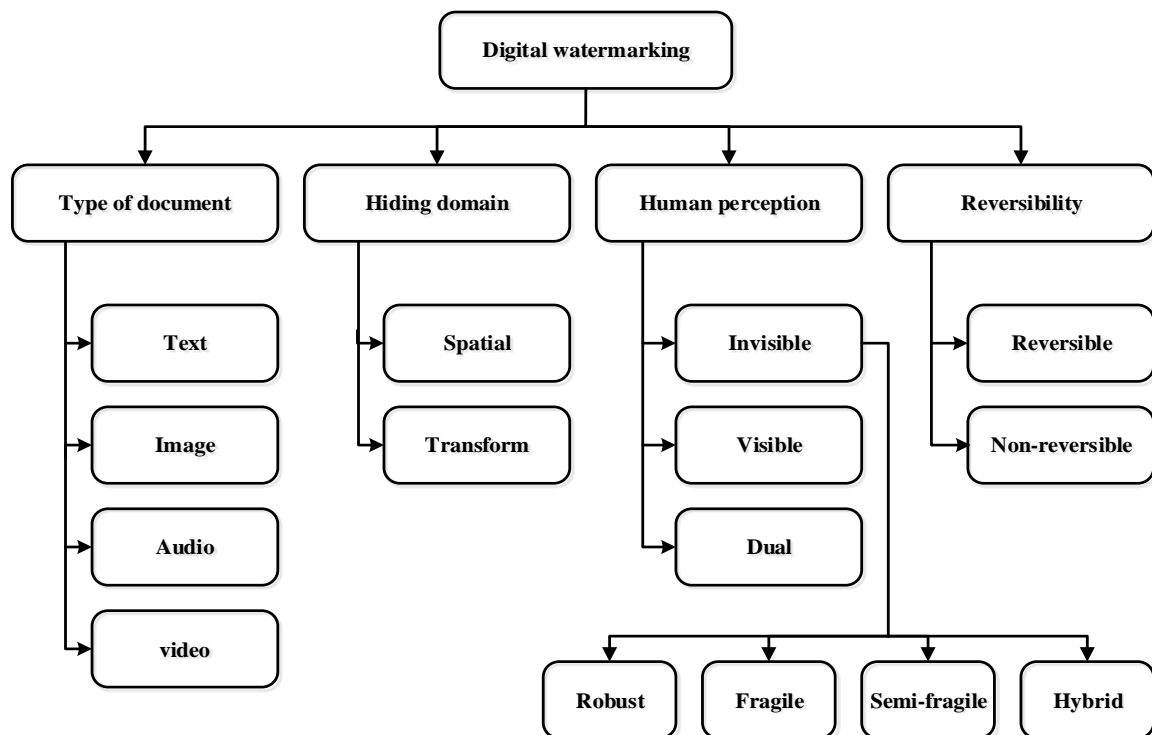 Digital watermarking
Type of document
Hiding domain
Human perception
Reversibility
Text
Spatial
Invisible
Reversible
Image
Transform
Visible
Non-reversible
Audio
Dual
video
Robust
Fragile
Semi-fragile
Hybrid